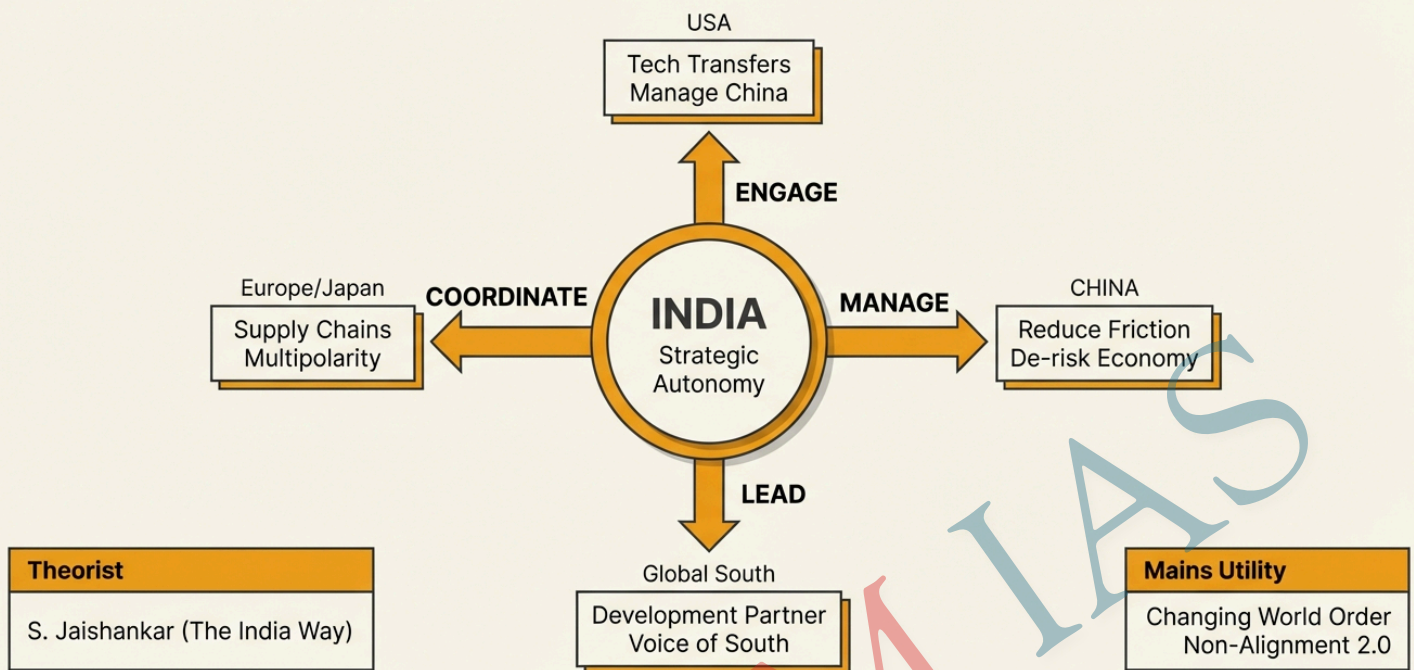 USA
Tech Transfers
Manage China
ENGAGE
Europe/Japan
Supply Chains
Multipolarity
COORDINATE
INDIA
Strategic
Autonomy
MANAGE
CHINA
Reduce Friction
De-risk Economy
LEAD
Global South
Development Partner
Voice of South
Theorist
S. Jaishankar (The India Way)
Mains Utility
Changing World Order
Non-Alignment 2.0
IAS